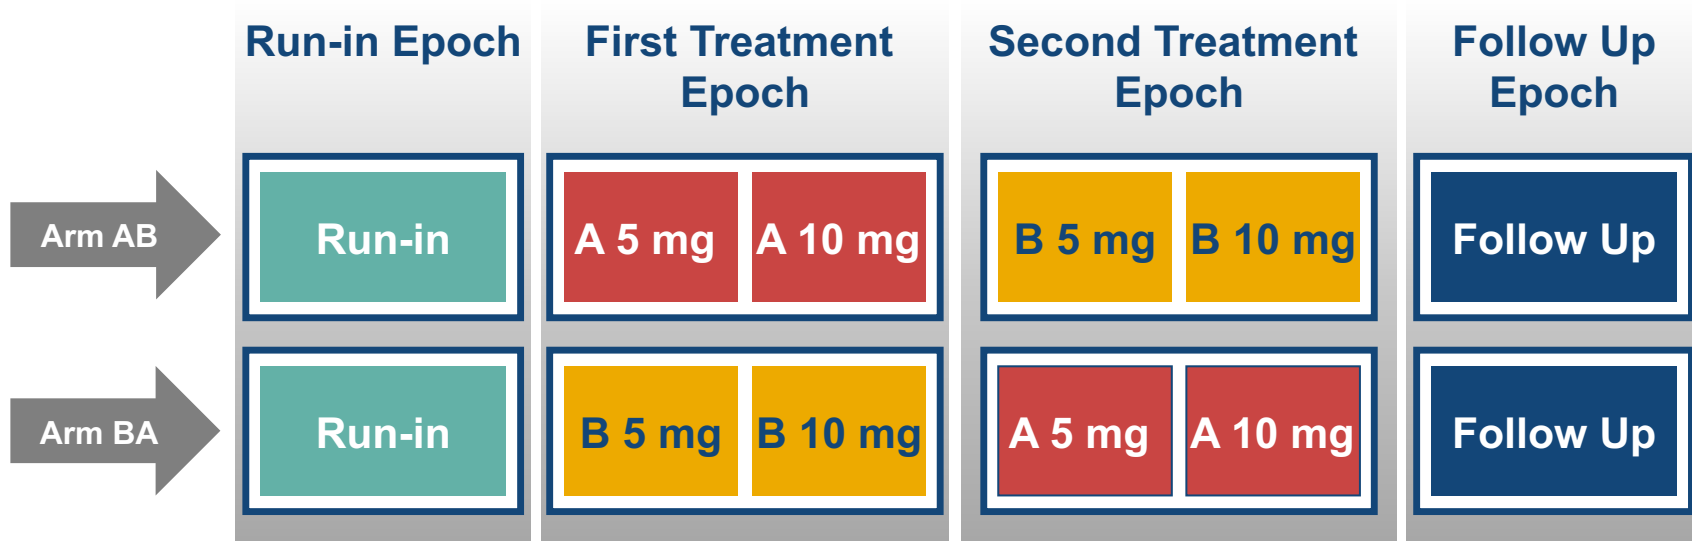 Run-in Epoch
First Treatment
Epoch
Second Treatment
Epoch
Follow Up
Epoch
Arm AB
Run-in
A 5 mg
A 10 mg
B 5 mg
B 10 mg
Follow Up
Arm BA
Run-in
B 5 mg
B 10 mg
A 5 mg
A 10 mg
Follow Up